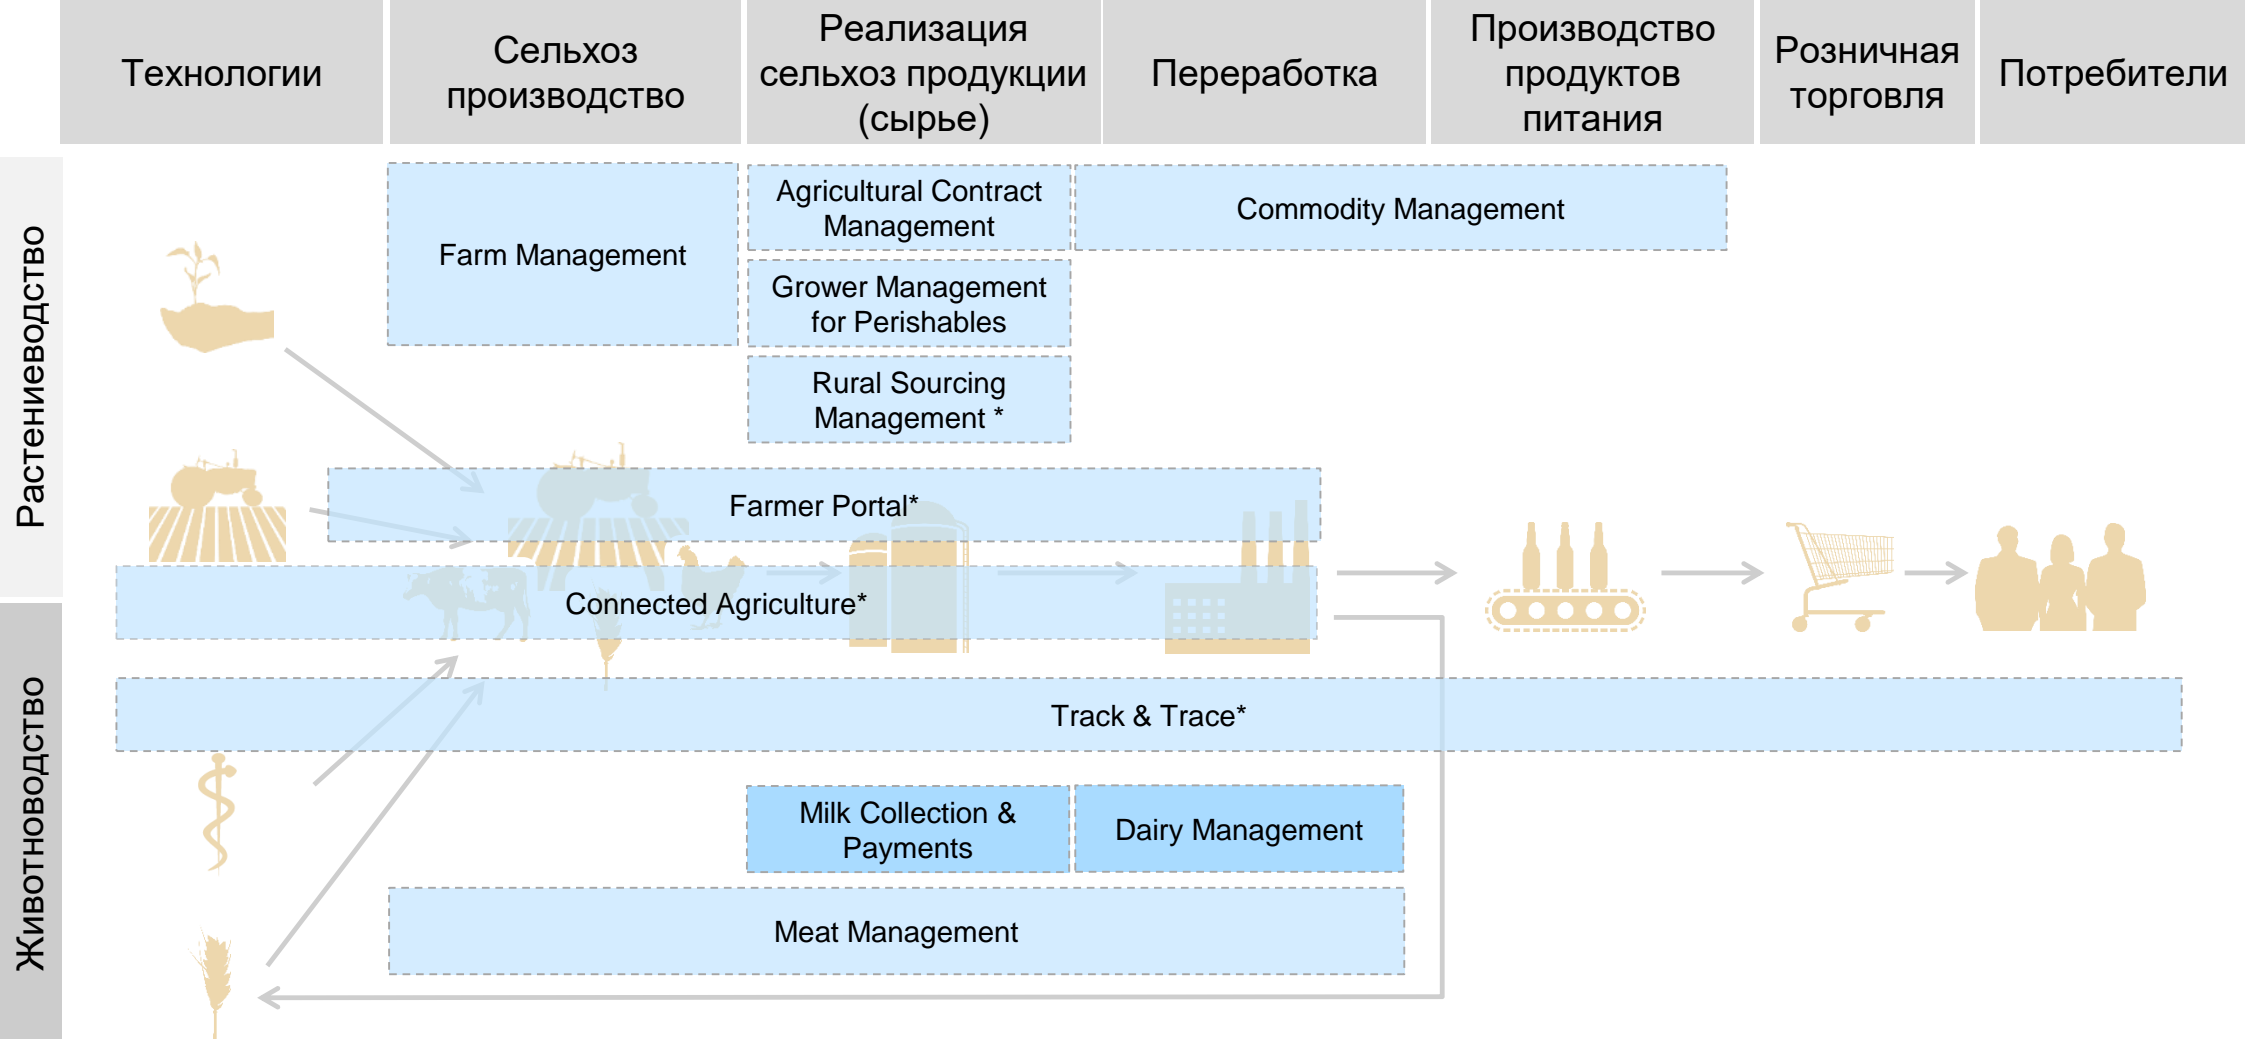 Технологии
Сельхоз
производство
Реализация
сельхоз продукции
(сырье)
Переработка
Производство
продуктов
питания
Розничная
торговля
Потребители
Растениеводство
Farm Management
Agricultural Contract
Management
Commodity Management
Grower Management
for Perishables
Rural Sourcing
Management *
Farmer Portal*
Connected Agriculture*
Животноводство
Track & Trace*
Milk Collection &
Payments
Dairy Management
Meat Management